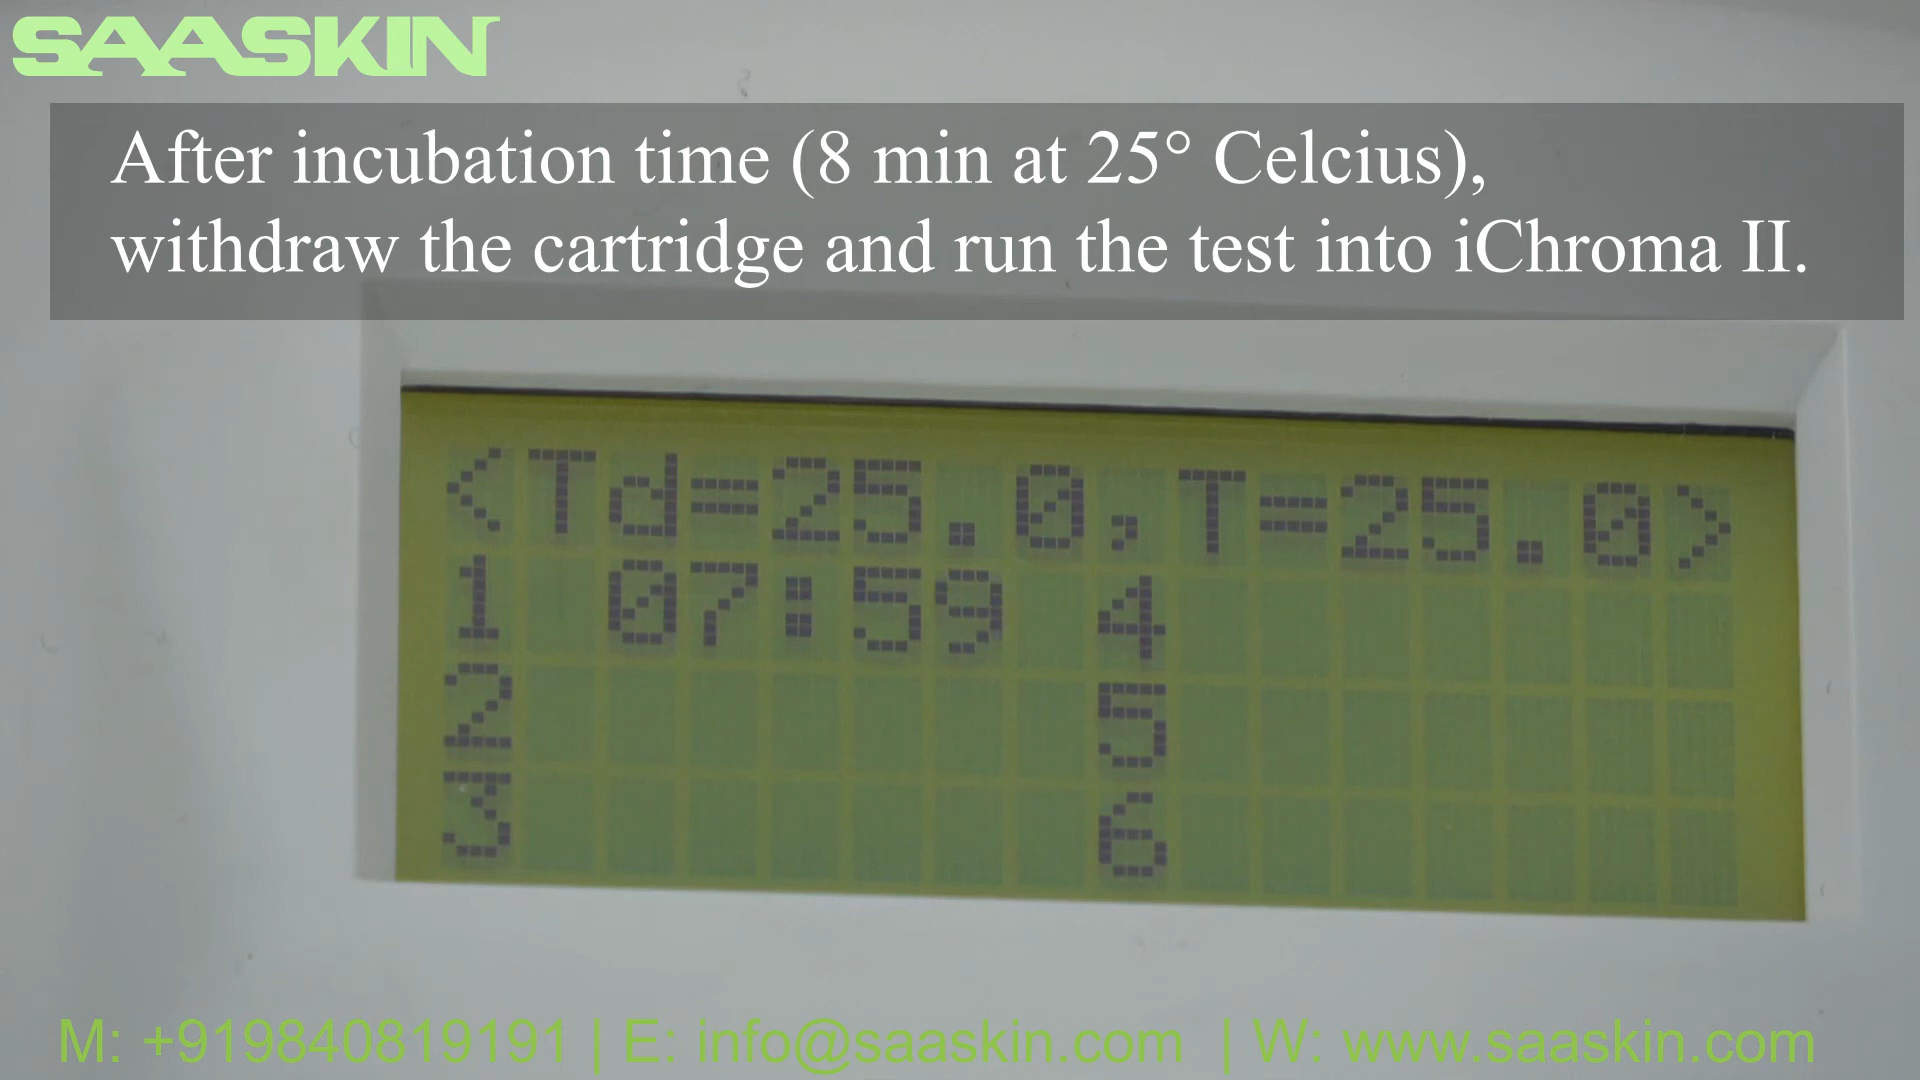 SAASKIN
After incubation time (8 min at 25° Celcius),
withdraw the cartridge and run the test into iChroma II.
<Td=25.0,T=25.0>
1 07:59 4
2 5
3 6
M: +919840819191 | E: info@saaskin.com | W: www.saaskin.com